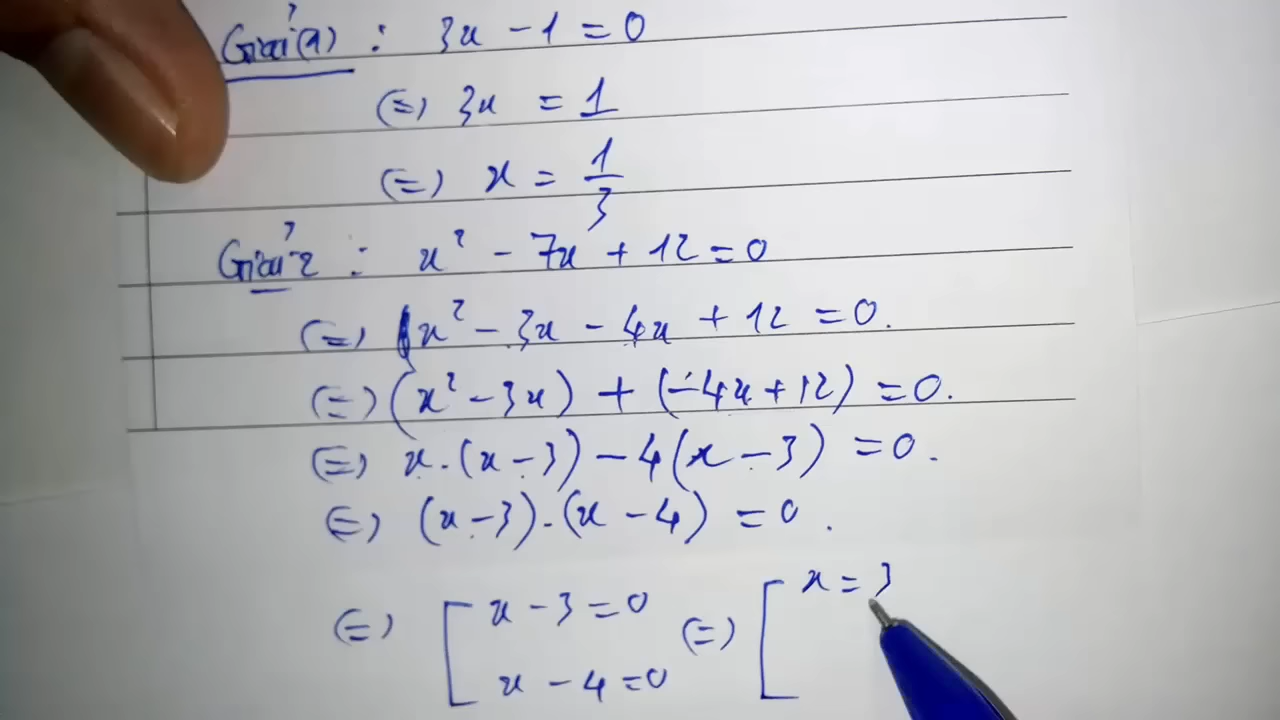 Giải (1) : 3x - 1 = 0
(=) 3x = 1
(=) x = 1/3
Giải 2 : x² - 7x + 12 = 0
(=) x² - 3x - 4x + 12 = 0.
(=) (x² - 3x) + (-4x + 12) = 0.
(=) x.(x - 3) - 4(x - 3) = 0.
(=) (x - 3).(x - 4) = 0.
(=) [ x - 3 = 0 (=) [ x = 3
x - 4 = 0